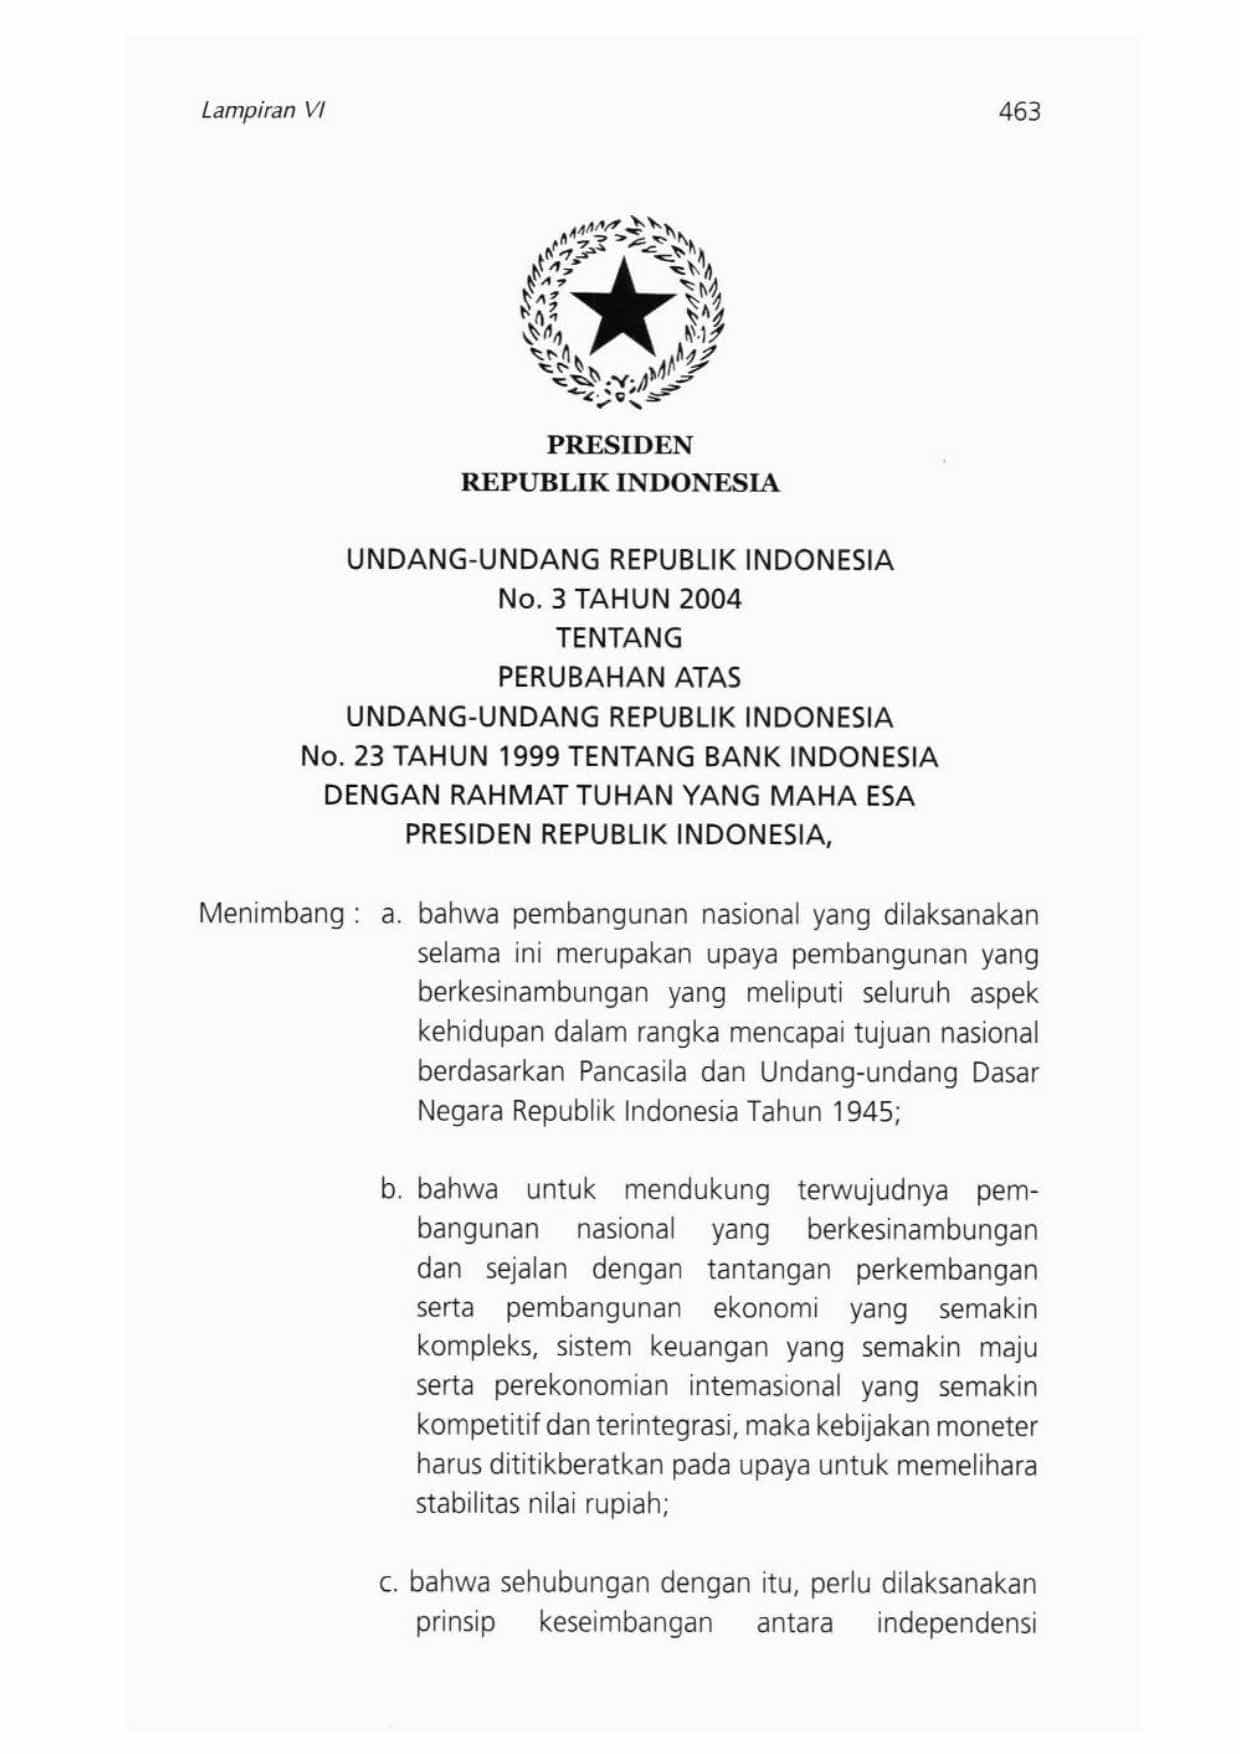 Lampiran VI 463
PRESIDEN
REPUBLIK INDONESIA
UNDANG-UNDANG REPUBLIK INDONESIA
No. 3 TAHUN 2004
TENTANG
PERUBAHAN ATAS
UNDANG-UNDANG REPUBLIK INDONESIA
No. 23 TAHUN 1999 TENTANG BANK INDONESIA
DENGAN RAHMAT TUHAN YANG MAHA ESA
PRESIDEN REPUBLIK INDONESIA,
Menimbang : a. bahwa pembangunan nasional yang dilaksanakan
selama ini merupakan upaya pembangunan yang
berkesinambungan yang meliputi seluruh aspek
kehidupan dalam rangka mencapai tujuan nasional
berdasarkan Pancasila dan Undang-undang Dasar
Negara Republik Indonesia Tahun 1945;
b. bahwa untuk mendukung terwujudnya pem-
bangunan nasional yang berkesinambungan
dan sejalan dengan tantangan perkembangan
serta pembangunan ekonomi yang semakin
kompleks, sistem keuangan yang semakin maju
serta perekonomian intemasional yang semakin
kompetitif dan terintegrasi, maka kebijakan moneter
harus dititikberatkan pada upaya untuk memelihara
stabilitas nilai rupiah;
c. bahwa sehubungan dengan itu, perlu dilaksanakan
prinsip keseimbangan antara independensi